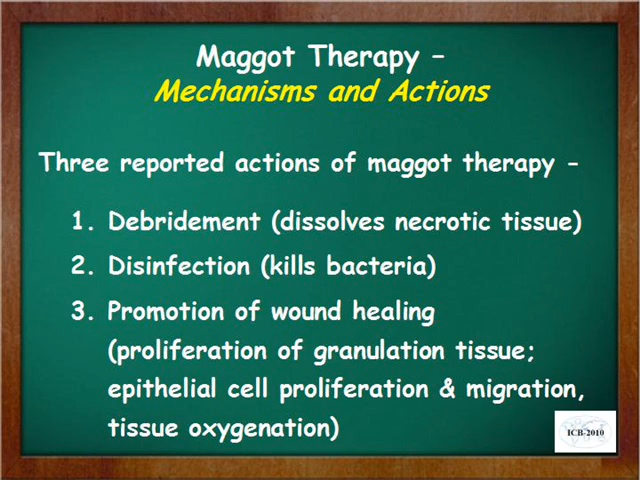 Maggot Therapy –
Mechanisms and Actions
Three reported actions of maggot therapy -
1. Debridement (dissolves necrotic tissue)
2. Disinfection (kills bacteria)
3. Promotion of wound healing
(proliferation of granulation tissue;
epithelial cell proliferation & migration,
tissue oxygenation)
ICB-2010